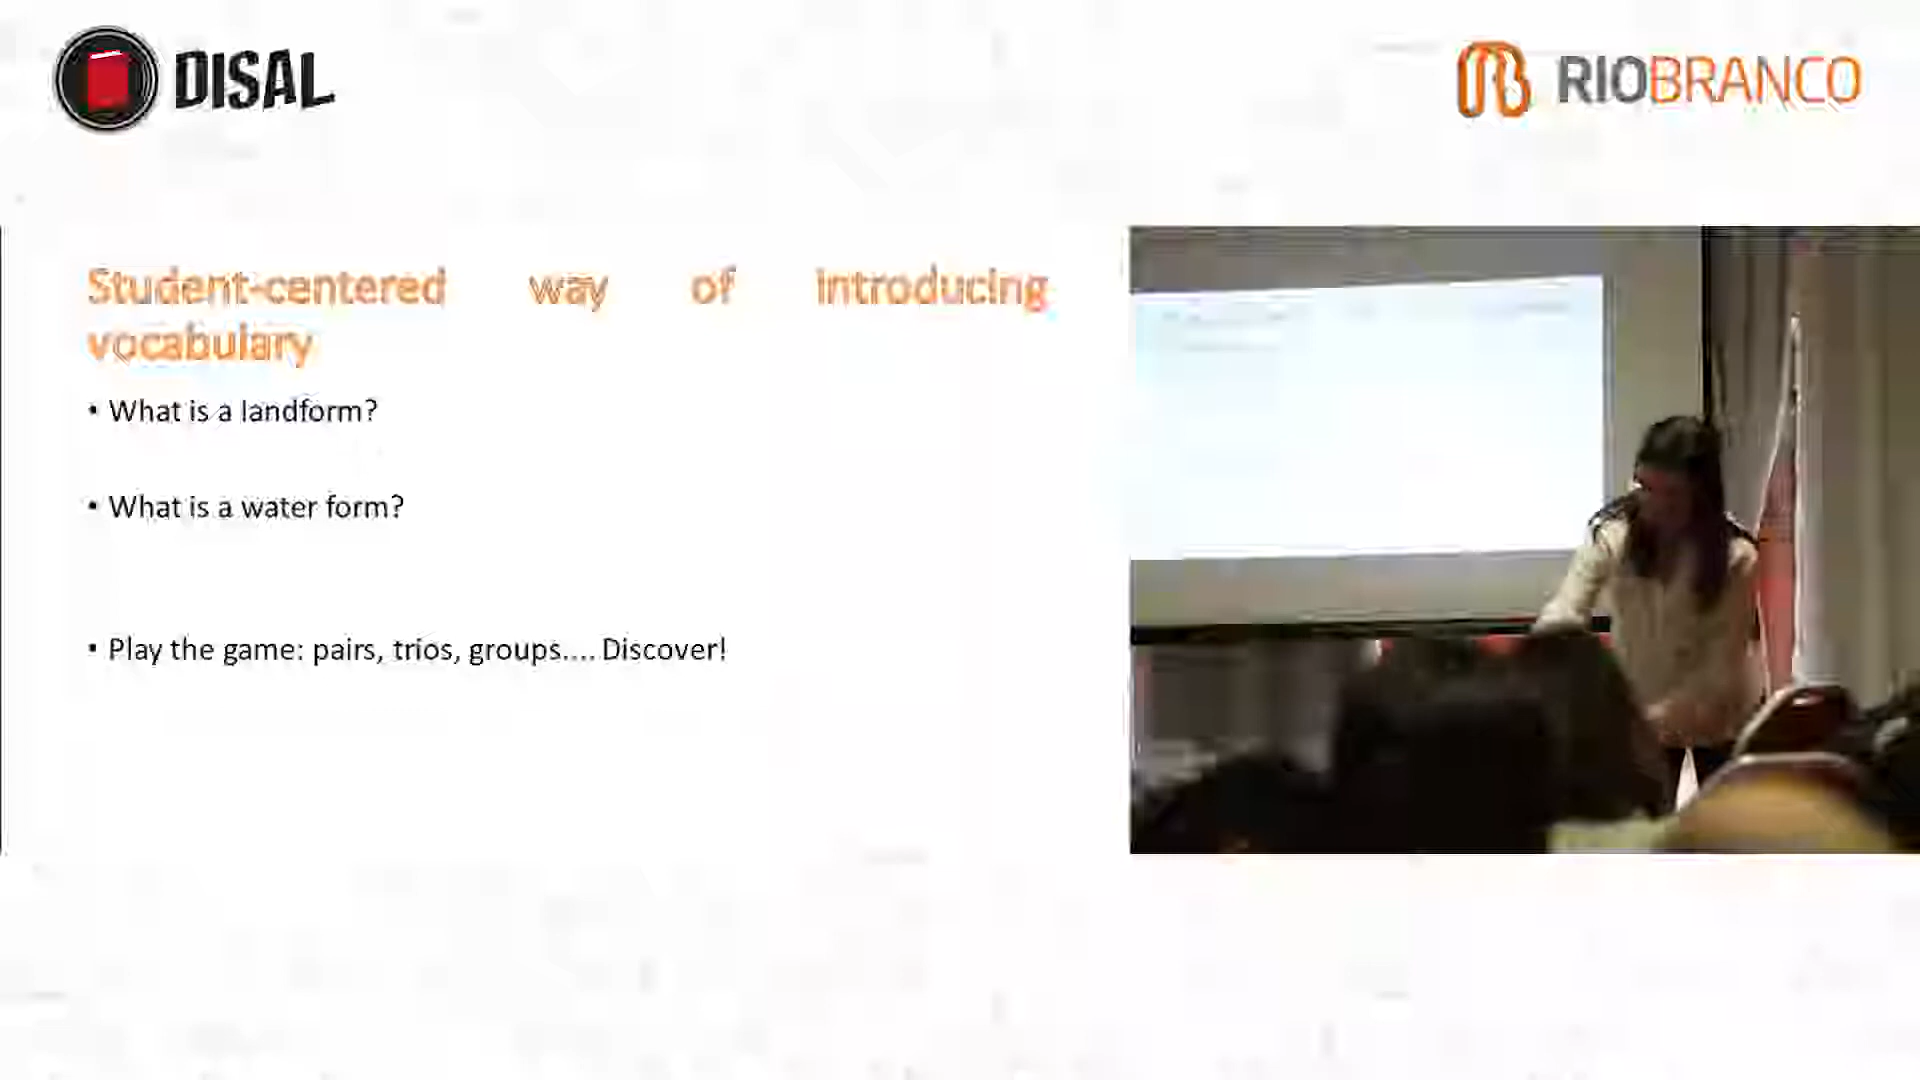 DISAL
RIOBRANCO
Student-centered way of introducing
vocabulary
• What is a landform?
• What is a water form?
• Play the game: pairs, trios, groups.... Discover!